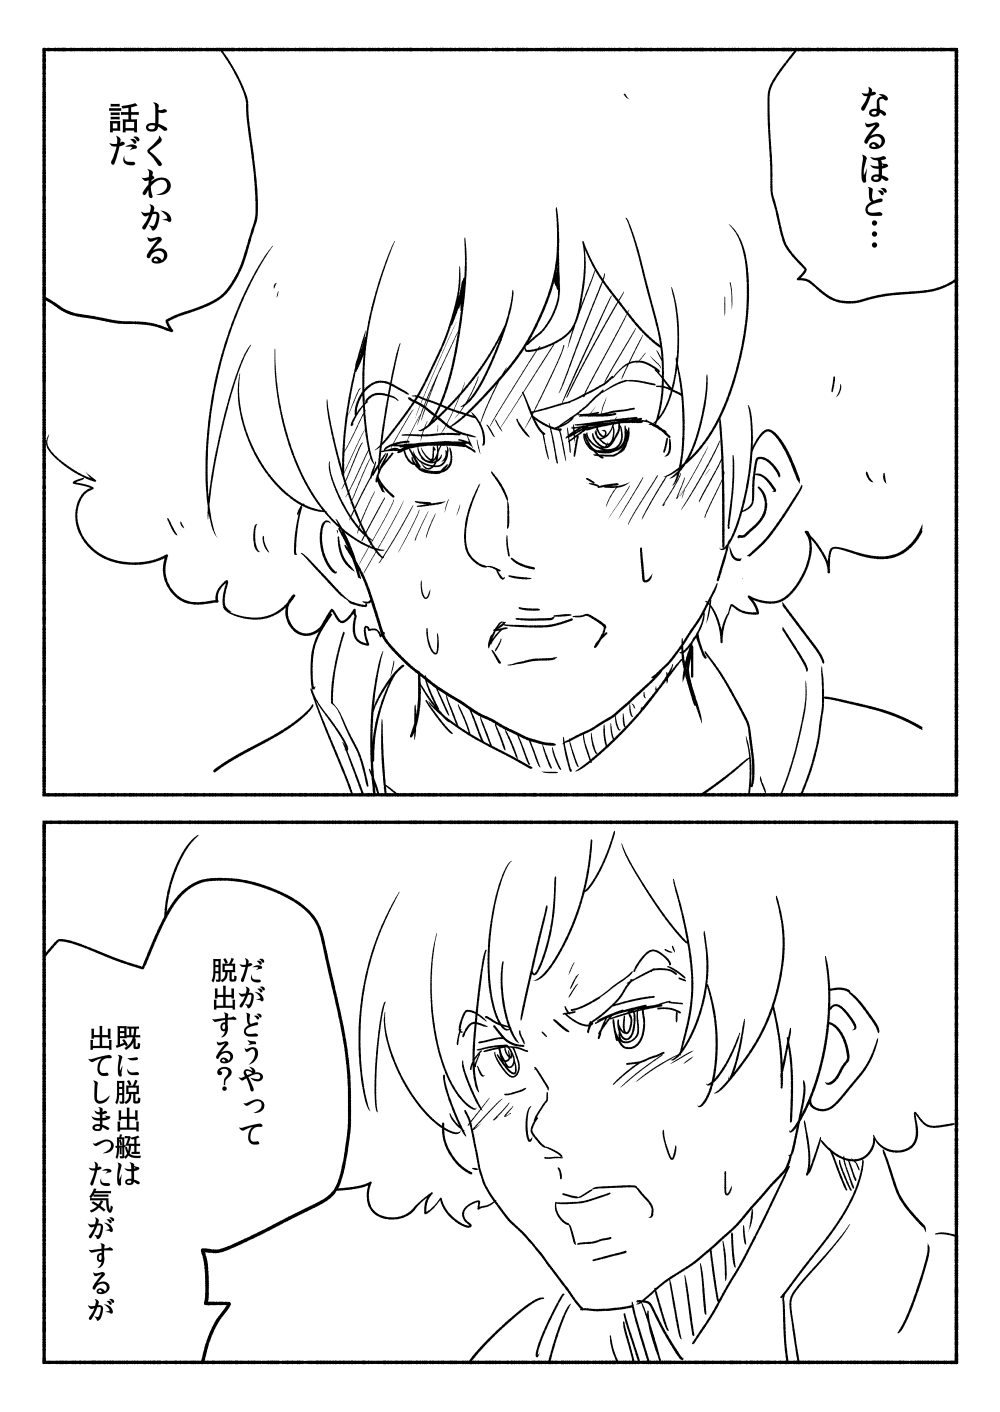 なるほど…
よくわかる
話だ
だがどうやって
脱出する？
既に脱出艇は
出てしまった気がするが